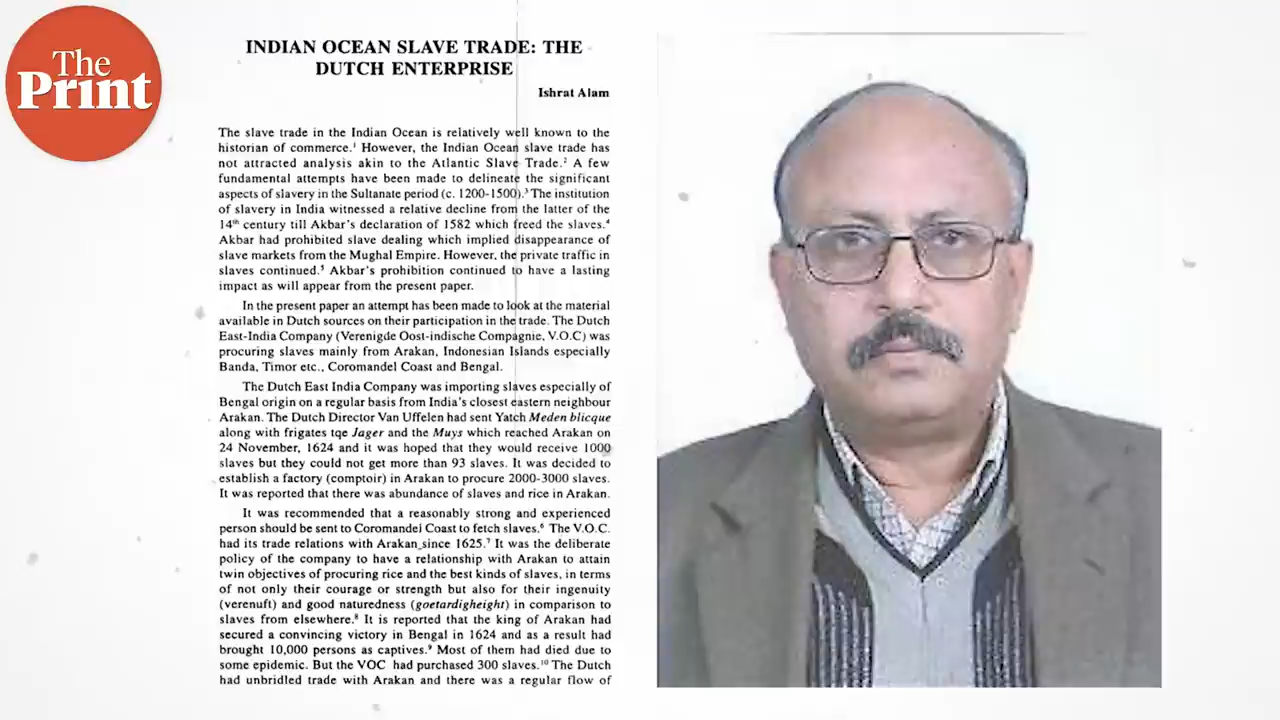 The
Print
INDIAN OCEAN SLAVE TRADE: THE
DUTCH ENTERPRISE
Ishrat Alam
The slave trade in the Indian Ocean is relatively well known to the
historian of commerce.¹ However, the Indian Ocean slave trade has
not attracted analysis akin to the Atlantic Slave Trade.² A few
fundamental attempts have been made to delineate the significant
aspects of slavery in the Sultanate period (c. 1200-1500).³ The institution
of slavery in India witnessed a relative decline from the latter of the
14th century till Akbar's declaration of 1582 which freed the slaves.⁴
Akbar had prohibited slave dealing which implied disappearance of
slave markets from the Mughal Empire. However, the private traffic in
slaves continued.⁵ Akbar's prohibition continued to have a lasting
impact as will appear from the present paper.
In the present paper an attempt has been made to look at the material
available in Dutch sources on their participation in the trade. The Dutch
East-India Company (Verenigde Oost-indische Compagnie, V.O.C) was
procuring slaves mainly from Arakan, Indonesian Islands especially
Banda, Timor etc., Coromandel Coast and Bengal.
The Dutch East India Company was importing slaves especially of
Bengal origin on a regular basis from India's closest eastern neighbour
Arakan. The Dutch Director Van Uffelen had sent Yatch Meden blicque
along with frigates tqe Jager and the Muys which reached Arakan on
24 November, 1624 and it was hoped that they would receive 1000
slaves but they could not get more than 93 slaves. It was decided to
establish a factory (comptoir) in Arakan to procure 2000-3000 slaves.
It was reported that there was abundance of slaves and rice in Arakan.
It was recommended that a reasonably strong and experienced
person should be sent to Coromandel Coast to fetch slaves.⁶ The V.O.C.
had its trade relations with Arakan since 1625.⁷ It was the deliberate
policy of the company to have a relationship with Arakan to attain
twin objectives of procuring rice and the best kinds of slaves, in terms
of not only their courage or strength but also for their ingenuity
(verenuft) and good naturedness (goetardigheight) in comparison to
slaves from elsewhere.⁸ It is reported that the king of Arakan had
secured a convincing victory in Bengal in 1624 and as a result had
brought 10,000 persons as captives.⁹ Most of them had died due to
some epidemic. But the VOC had purchased 300 slaves.¹⁰ The Dutch
had unbridled trade with Arakan and there was a regular flow of